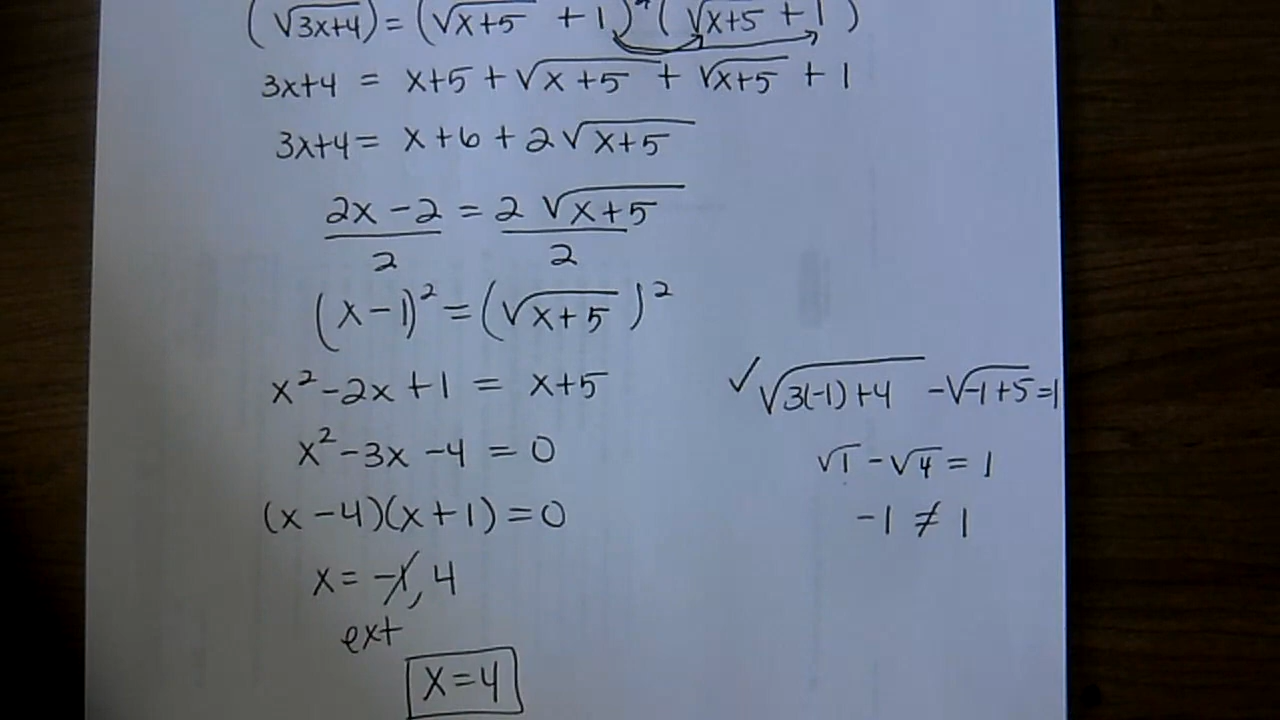 (√3x+4) = (√x+5 + 1)² (√x+5 + 1)
3x+4 = x+5 + √x+5 + √x+5 + 1
3x+4 = x+6 + 2√x+5
2x-2 = 2 √x+5
2 2
(x-1)² = (√x+5)²
x²-2x+1 = x+5
x²-3x-4 = 0
(x-4)(x+1) = 0
x = -1, 4
ext
x=4
✓ √3(-1)+4 - √-1+5 = 1
√1 - √4 = 1
-1 ≠ 1